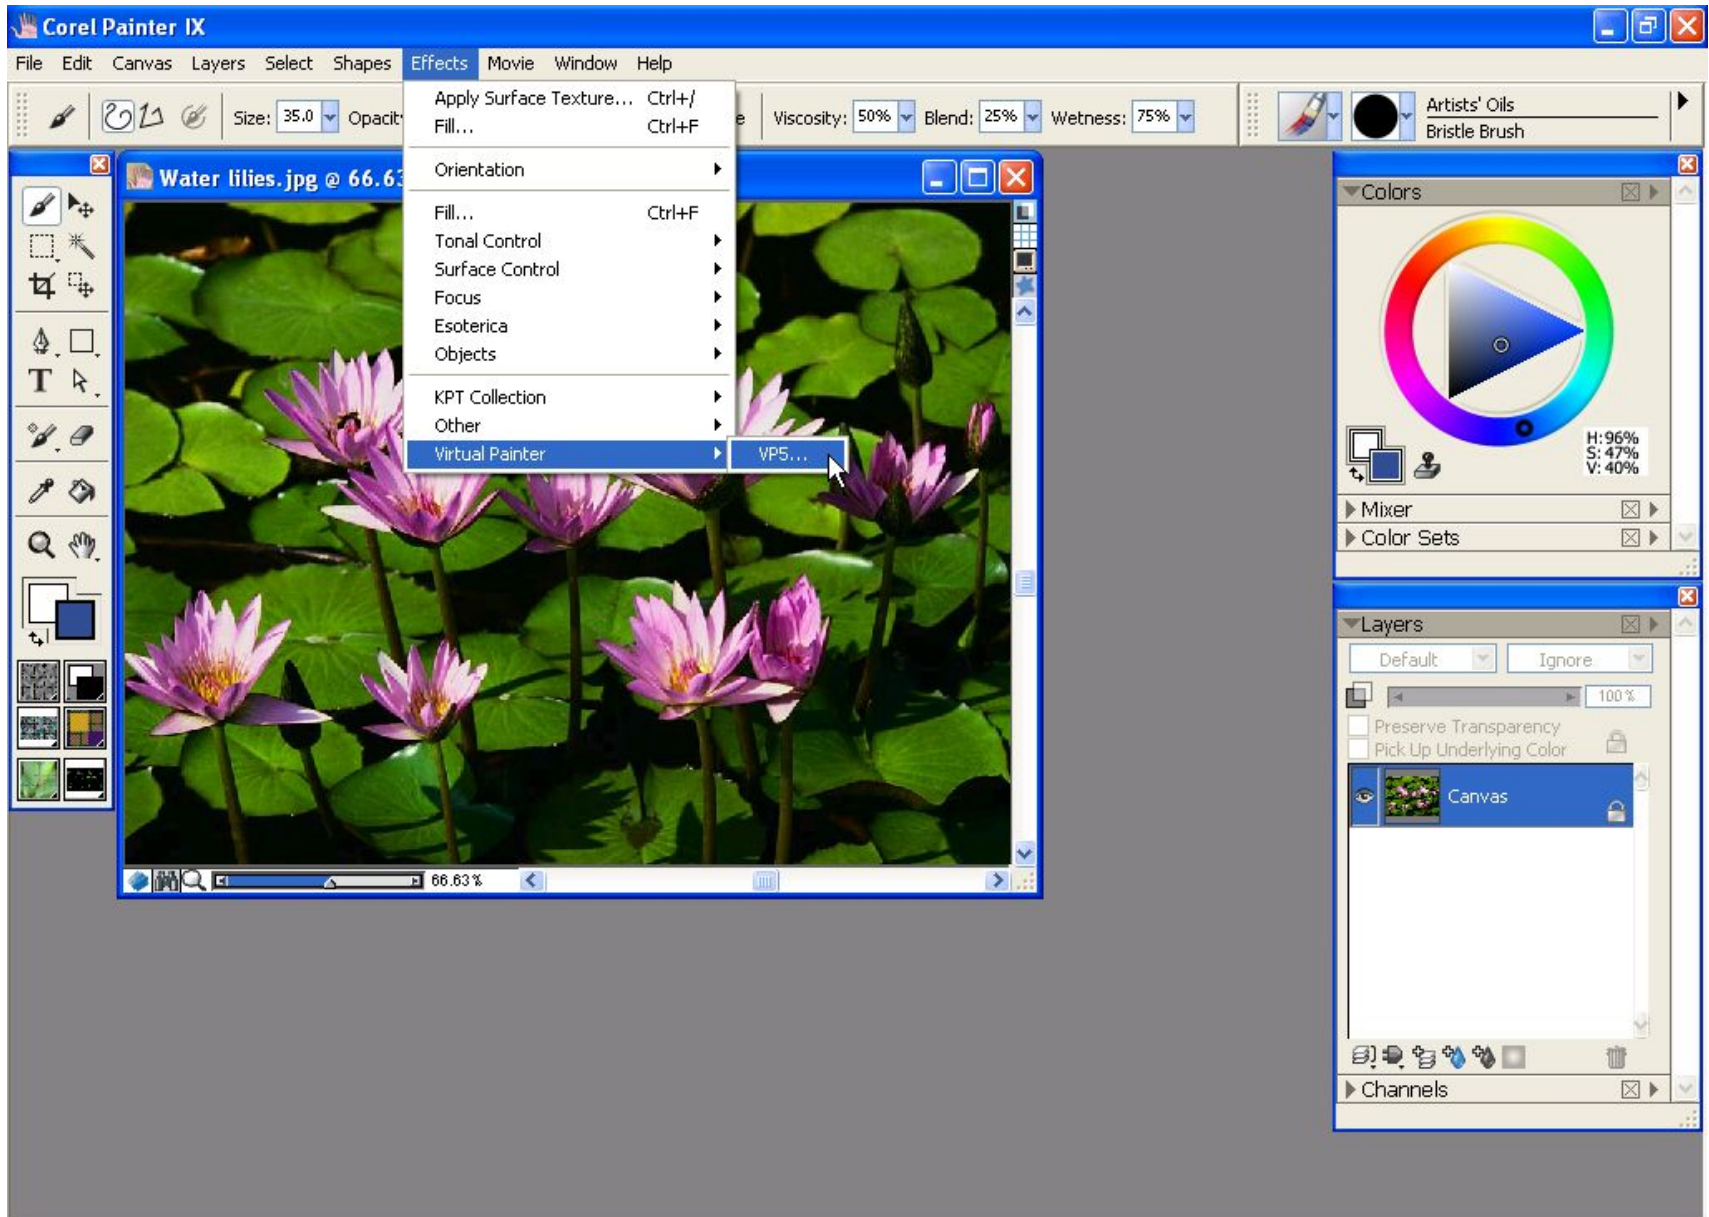 Corel Painter IX
File Edit Canvas Layers Select Shapes Effects Movie Window Help
Size: 35.0 Opacit
e Viscosity: 50% Blend: 25% Wetness: 75%
Artists' Oils
Bristle Brush
Water lilies.jpg @ 66.63
Apply Surface Texture... Ctrl+/
Fill... Ctrl+F
Orientation
Fill... Ctrl+F
Tonal Control
Surface Control
Focus
Esoterica
Objects
KPT Collection
Other
Virtual Painter
VP5...
T
66.63%
Colors
H: 96%
S: 47%
V: 40%
Mixer
Color Sets
Layers
Default Ignore
100%
Preserve Transparency
Pick Up Underlying Color
Canvas
Channels